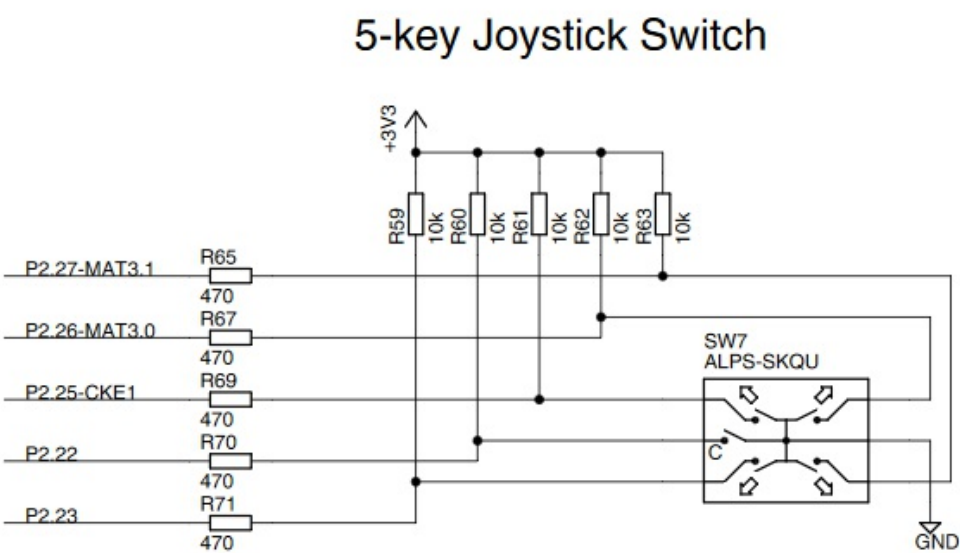 5-key Joystick Switch
+3V3
R59
10k
R60
10k
R61
10k
R62
10k
R63
10k
P2.27-MAT3.1
R65
470
P2.26-MAT3.0
R67
470
P2.25-CKE1
R69
470
P2.22
R70
470
P2.23
R71
470
SW7
ALPS-SKQU
C
GND